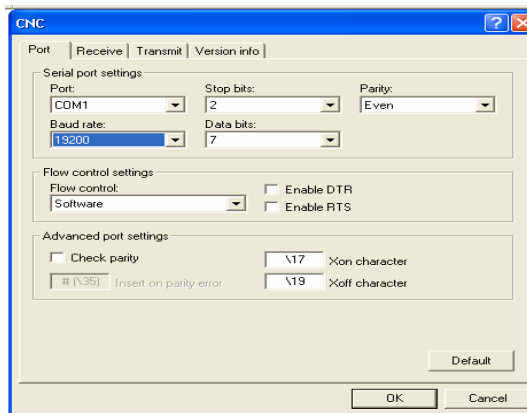 CNC
Port Receive Transmit Version info
Serial port settings
Port: Stop bits: Parity:
COM1 2 Even
Baud rate: Data bits:
19200 7
Flow control settings
Flow control:
Software
Enable DTR
Enable RTS
Advanced port settings
Check parity
\17 Xon character
# (\35) Insert on parity error
\19 Xoff character
Default
OK Cancel